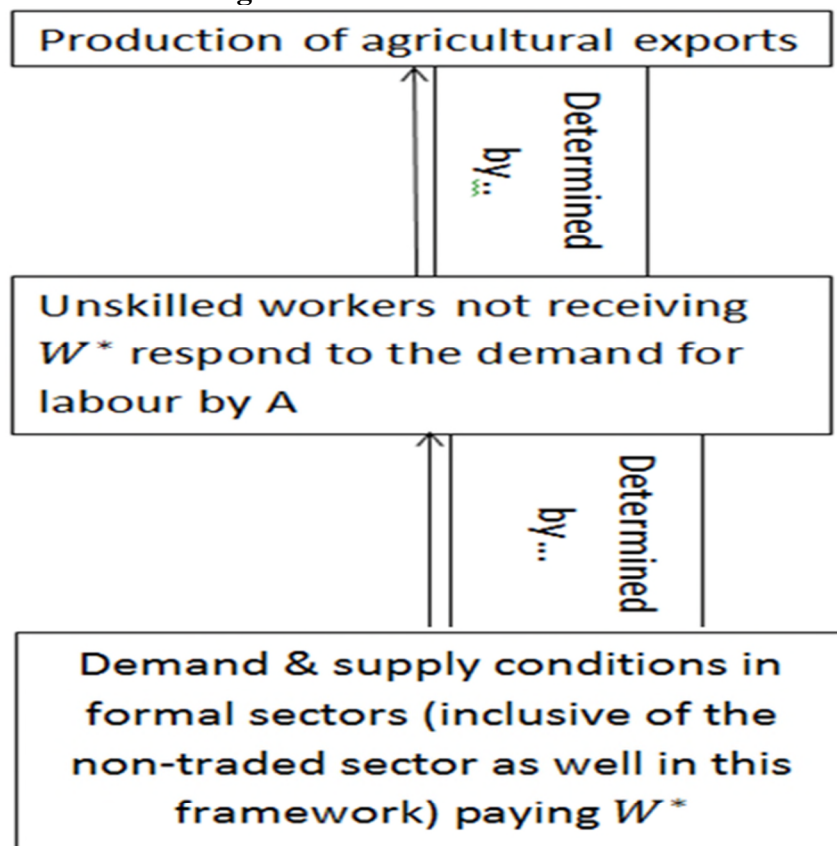 Production of agricultural exports
Determined
by..
Unskilled workers not receiving
W* respond to the demand for
labour by A
Determined
by...
Demand & supply conditions in
formal sectors (inclusive of the
non-traded sector as well in this
framework) paying W*